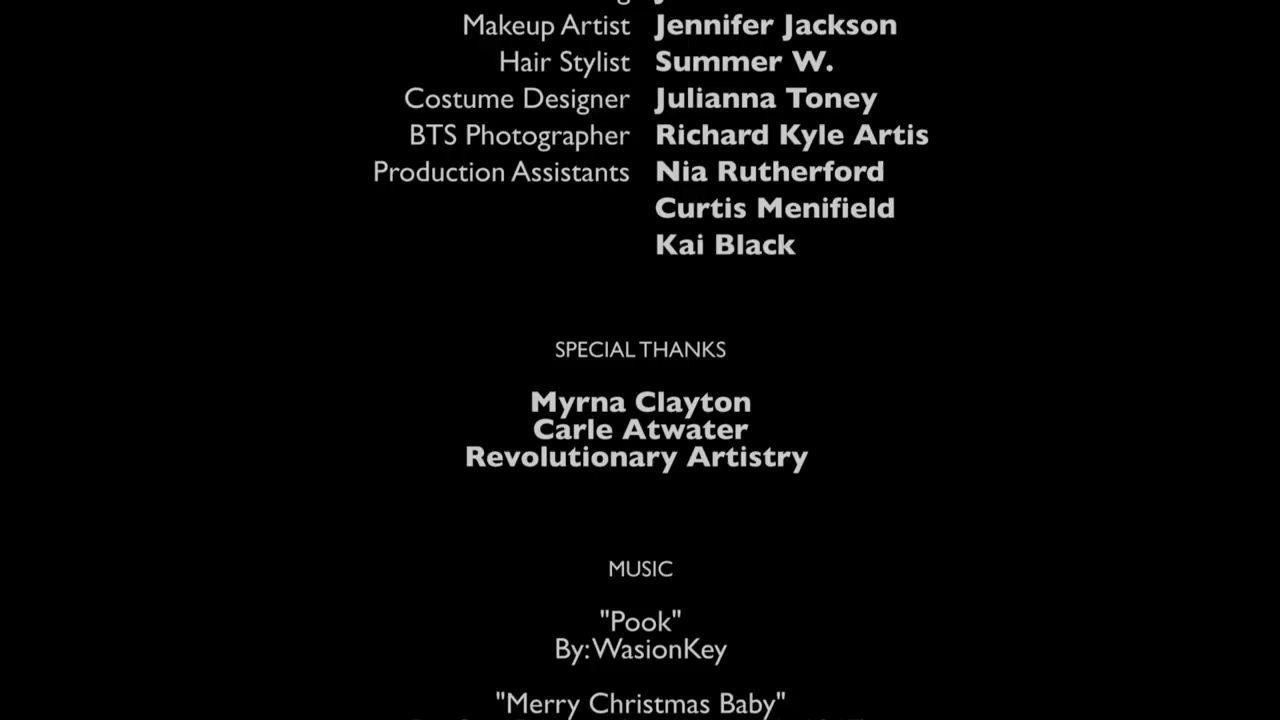 Makeup Artist Jennifer Jackson
Hair Stylist Summer W.
Costume Designer Julianna Toney
BTS Photographer Richard Kyle Artis
Production Assistants Nia Rutherford
Curtis Menifield
Kai Black
SPECIAL THANKS
Myrna Clayton
Carle Atwater
Revolutionary Artistry
MUSIC
"Pook"
By: WasionKey
"Merry Christmas Baby"